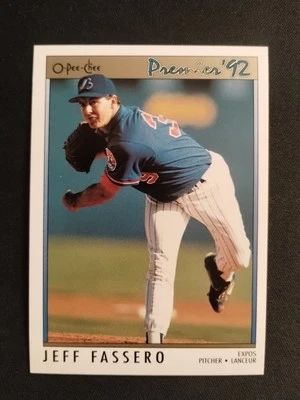 O-Pee-Chee
Premier '92
JEFF FASSERO
EXPOS
PITCHER • LANCEUR